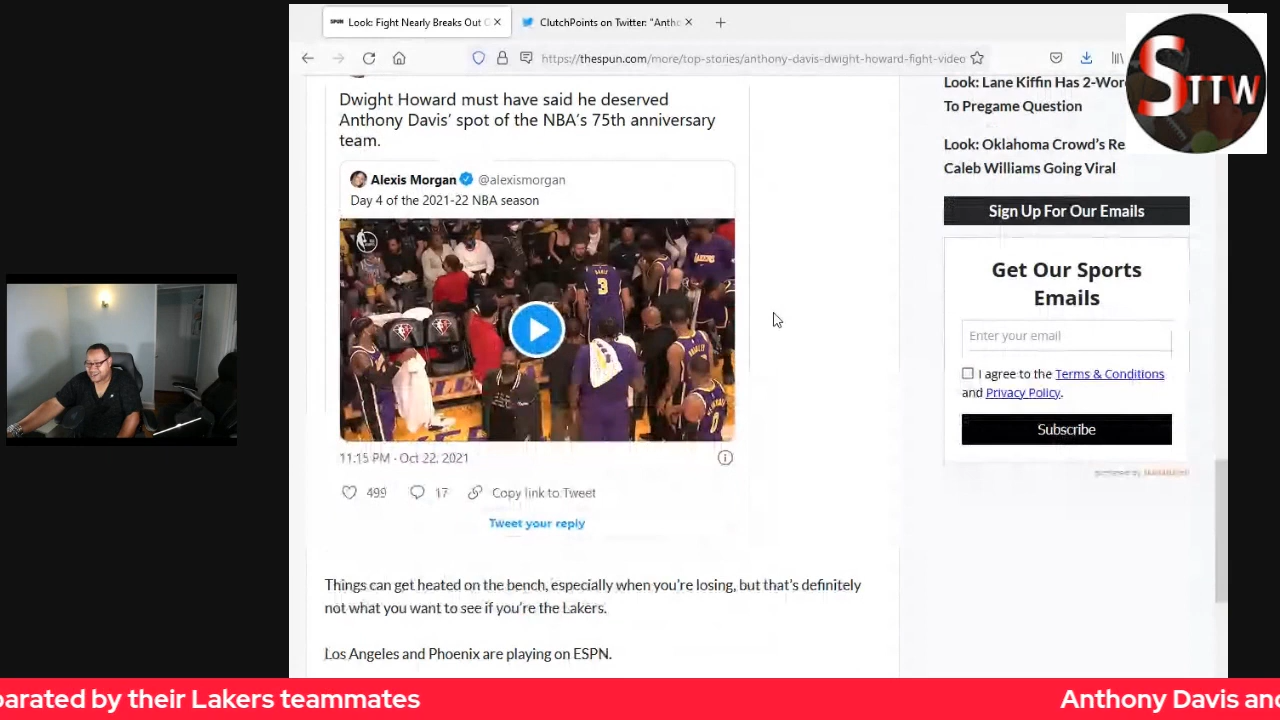 SPUN Look: Fight Nearly Breaks Out O
ClutchPoints on Twitter: "Antho
https://thespun.com/more/top-stories/anthony-davis-dwight-howard-fight-video
STTW
Dwight Howard must have said he deserved
Anthony Davis' spot of the NBA's 75th anniversary
team.
Alexis Morgan @alexismorgan
Day 4 of the 2021-22 NBA season
LAKERS
DAVIS
3
0
11:15 PM · Oct 22, 2021
499 17 Copy link to Tweet
Tweet your reply
Things can get heated on the bench, especially when you're losing, but that's definitely
not what you want to see if you're the Lakers.
Los Angeles and Phoenix are playing on ESPN.
Look: Lane Kiffin Has 2-Wor
To Pregame Question
Look: Oklahoma Crowd's Re
Caleb Williams Going Viral
Sign Up For Our Emails
Get Our Sports
Emails
Enter your email
I agree to the Terms & Conditions
and Privacy Policy.
Subscribe
parated by their Lakers teammates
Anthony Davis and